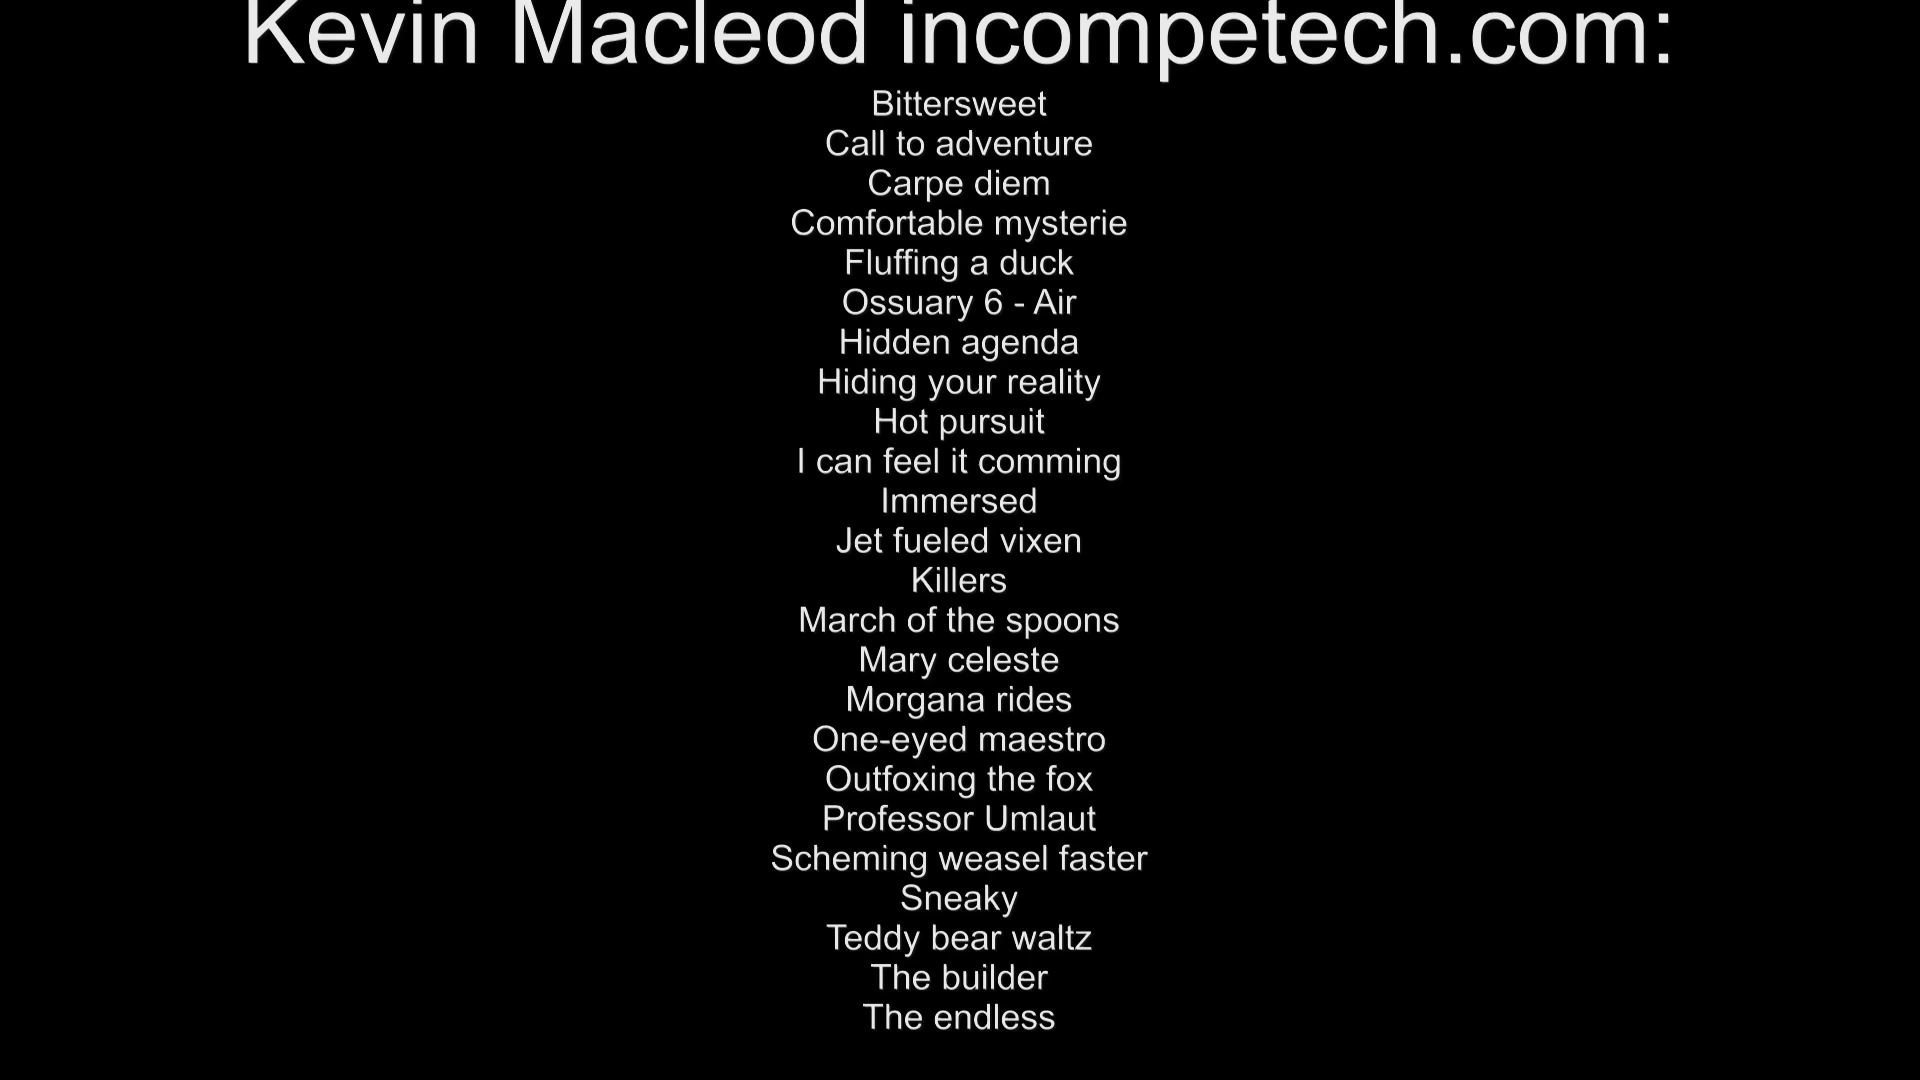 Kevin Macleod incompetech.com:
Bittersweet
Call to adventure
Carpe diem
Comfortable mysterie
Fluffing a duck
Ossuary 6 - Air
Hidden agenda
Hiding your reality
Hot pursuit
I can feel it comming
Immersed
Jet fueled vixen
Killers
March of the spoons
Mary celeste
Morgana rides
One-eyed maestro
Outfoxing the fox
Professor Umlaut
Scheming weasel faster
Sneaky
Teddy bear waltz
The builder
The endless